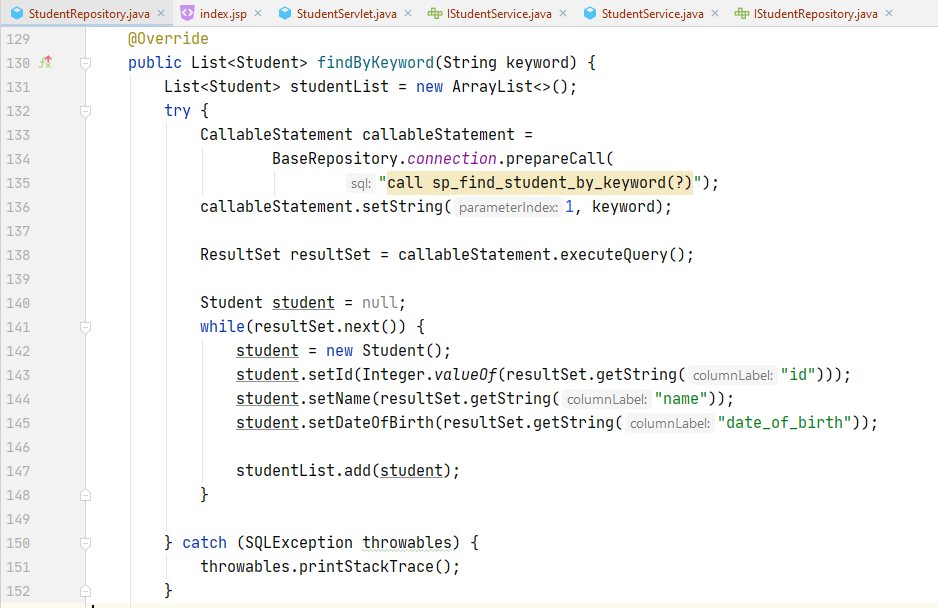 StudentRepository.java × index.jsp × StudentServlet.java × IStudentService.java × StudentService.java × IStudentRepository.java ×
129 @Override
130 public List<Student> findByKeyword(String keyword) {
131 List<Student> studentList = new ArrayList<>();
132 try {
133 CallableStatement callableStatement =
134 BaseRepository.connection.prepareCall(
135 sql: "call sp_find_student_by_keyword(?)");
136 callableStatement.setString( parameterIndex: 1, keyword);
137
138 ResultSet resultSet = callableStatement.executeQuery();
139
140 Student student = null;
141 while(resultSet.next()) {
142 student = new Student();
143 student.setId(Integer.valueOf(resultSet.getString( columnLabel: "id")));
144 student.setName(resultSet.getString( columnLabel: "name"));
145 student.setDateOfBirth(resultSet.getString( columnLabel: "date_of_birth"));
146
147 studentList.add(student);
148 }
149
150 } catch (SQLException throwables) {
151 throwables.printStackTrace();
152 }